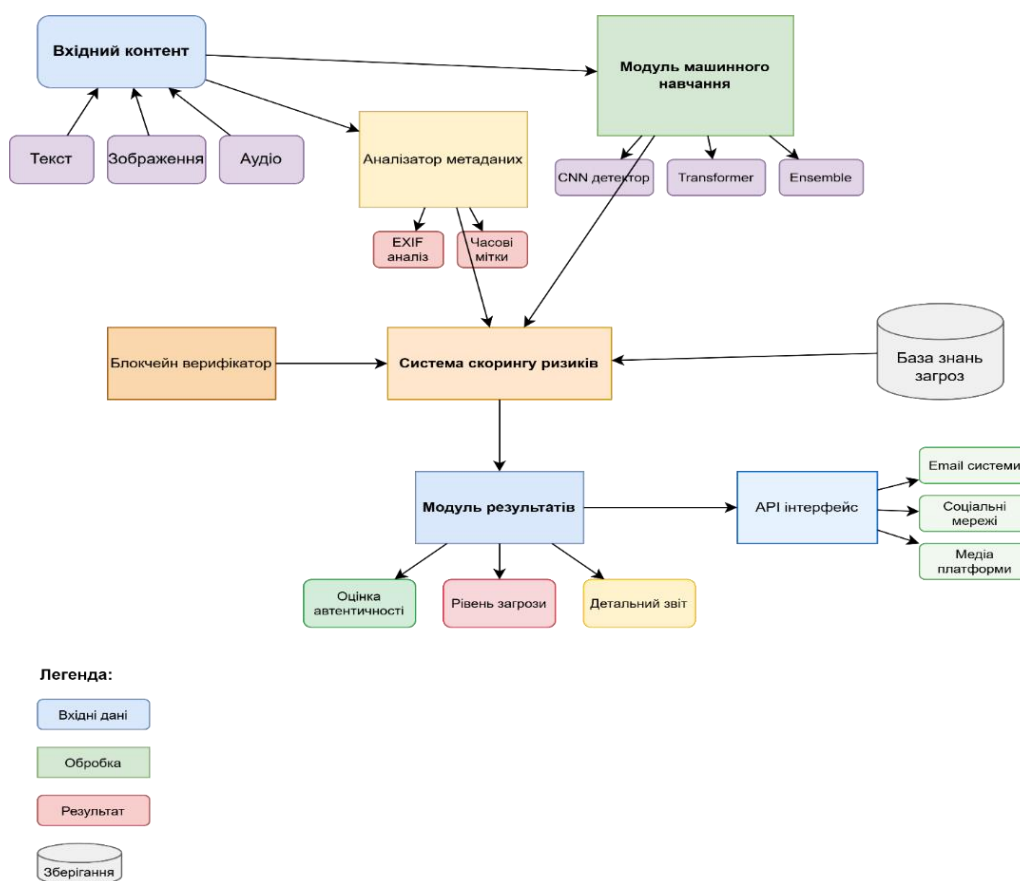 Вхідний контент
Модуль машинного
навчання
Текст
Зображення
Аудіо
Аналізатор метаданих
CNN детектор
Transformer
Ensemble
EXIF
аналіз
Часові
мітки
Блокчейн верифікатор
Система скорингу ризиків
База знань
загроз
Модуль результатів
API інтерфейс
Email системи
Соціальні
мережі
Медіа
платформи
Оцінка
автентичності
Рівень загрози
Детальний звіт
Легенда:
Вхідні дані
Обробка
Результат
Зберігання